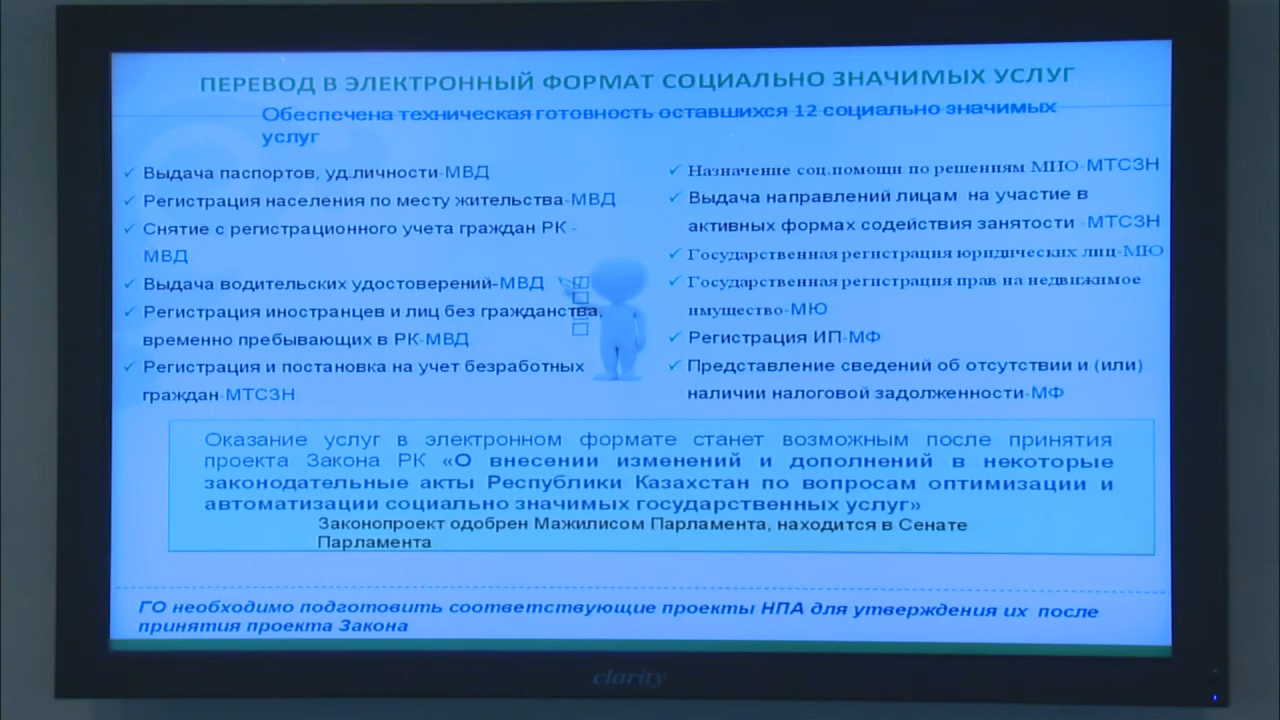 ПЕРЕВОД В ЭЛЕКТРОННЫЙ ФОРМАТ СОЦИАЛЬНО ЗНАЧИМЫХ УСЛУГ
Обеспечена техническая готовность оставшихся 12 социально значимых
услуг
✓ Выдача паспортов, уд.личности-МВД
✓ Регистрация населения по месту жительства-МВД
✓ Снятие с регистрационного учета граждан РК -
МВД
✓ Выдача водительских удостоверений-МВД
✓ Регистрация иностранцев и лиц без гражданства,
временно пребывающих в РК-МВД
✓ Регистрация и постановка на учет безработных
граждан-МТСЗН
✓ Назначение соц.помощи по решениям МИО-МТСЗН
✓ Выдача направлений лицам на участие в
активных формах содействия занятости -МТСЗН
✓ Государственная регистрация юридических лиц-МЮ
✓ Государственная регистрация прав на недвижимое
имущество-МЮ
✓ Регистрация ИП-МФ
✓ Представление сведений об отсутствии и (или)
наличии налоговой задолженности-МФ
Оказание услуг в электронном формате станет возможным после принятия
проекта Закона РК «О внесении изменений и дополнений в некоторые
законодательные акты Республики Казахстан по вопросам оптимизации и
автоматизации социально значимых государственных услуг»
Законопроект одобрен Мажилисом Парламента, находится в Сенате
Парламента
ГО необходимо подготовить соответствующие проекты НПА для утверждения их после
принятия проекта Закона
clarity